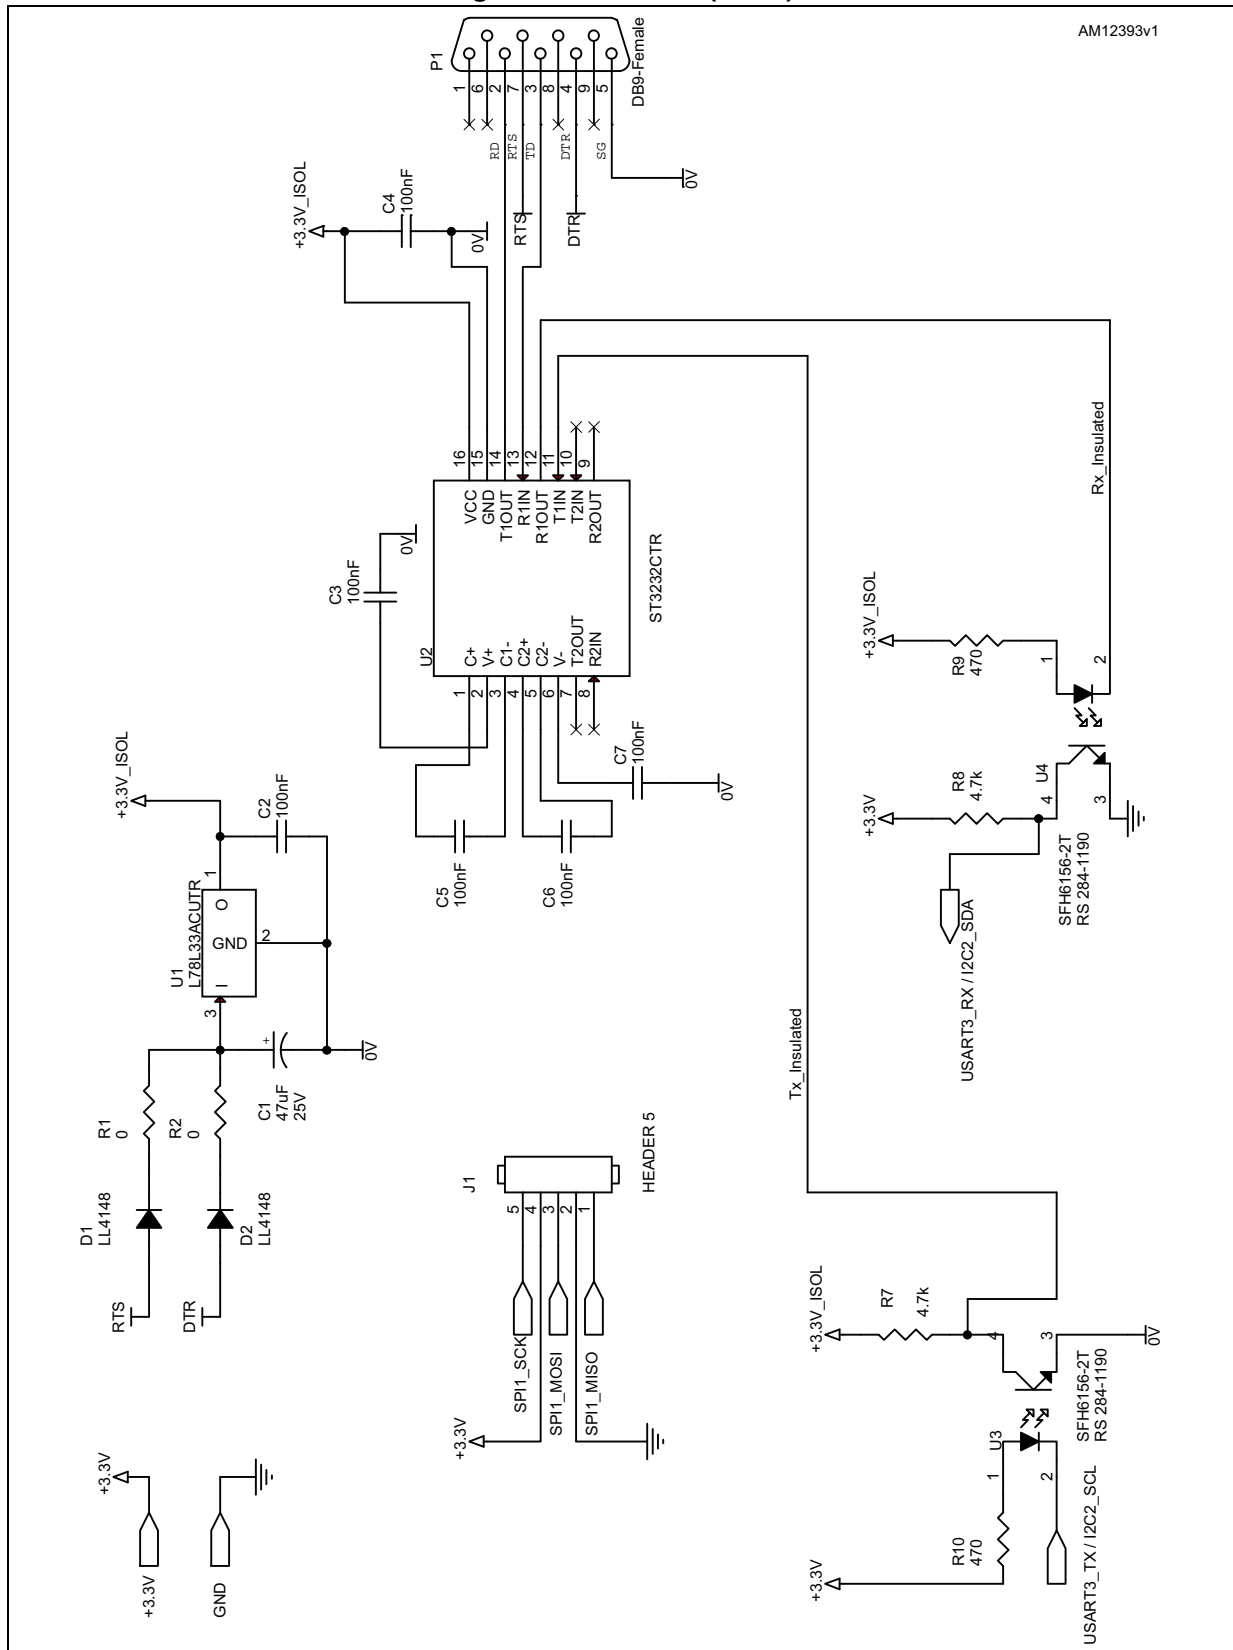 AM12393v1
P1
DB9-Female
1
6
2
7
3
8
4
9
5
RD
RTS
TD
DTR
SG
0V
RTS
DTR
+3.3V_ISOL
C4
100nF
0V
16
15
14
13
12
11
10
9
VCC
GND
T1OUT
R1IN
R1OUT
T1IN
T2IN
R2OUT
ST3232CTR
U2
C+
V+
C1-
C2+
C2-
V-
T2OUT
R2IN
1
2
3
4
5
6
7
8
C3
100nF
0V
C5
100nF
C6
100nF
C7
100nF
0V
+3.3V_ISOL
C2
100nF
U1
L78L33ACUTR
I
GND
O
1
2
3
+
C1
47uF
25V
0V
R1
0
R2
0
D1
LL4148
D2
LL4148
RTS
DTR
+3.3V
+3.3V
GND
J1
HEADER 5
5
4
3
2
1
SPI1_SCK
SPI1_MOSI
SPI1_MISO
+3.3V
Rx_Insulated
Tx_Insulated
+3.3V_ISOL
R9
470
1
2
+3.3V
R8
4.7k
U4
4
3
SFH6156-2T
RS 284-1190
USART3_RX / I2C2_SDA
+3.3V_ISOL
R7
4.7k
4
3
0V
U3
SFH6156-2T
RS 284-1190
1
2
R10
470
+3.3V
USART3_TX / I2C2_SCL